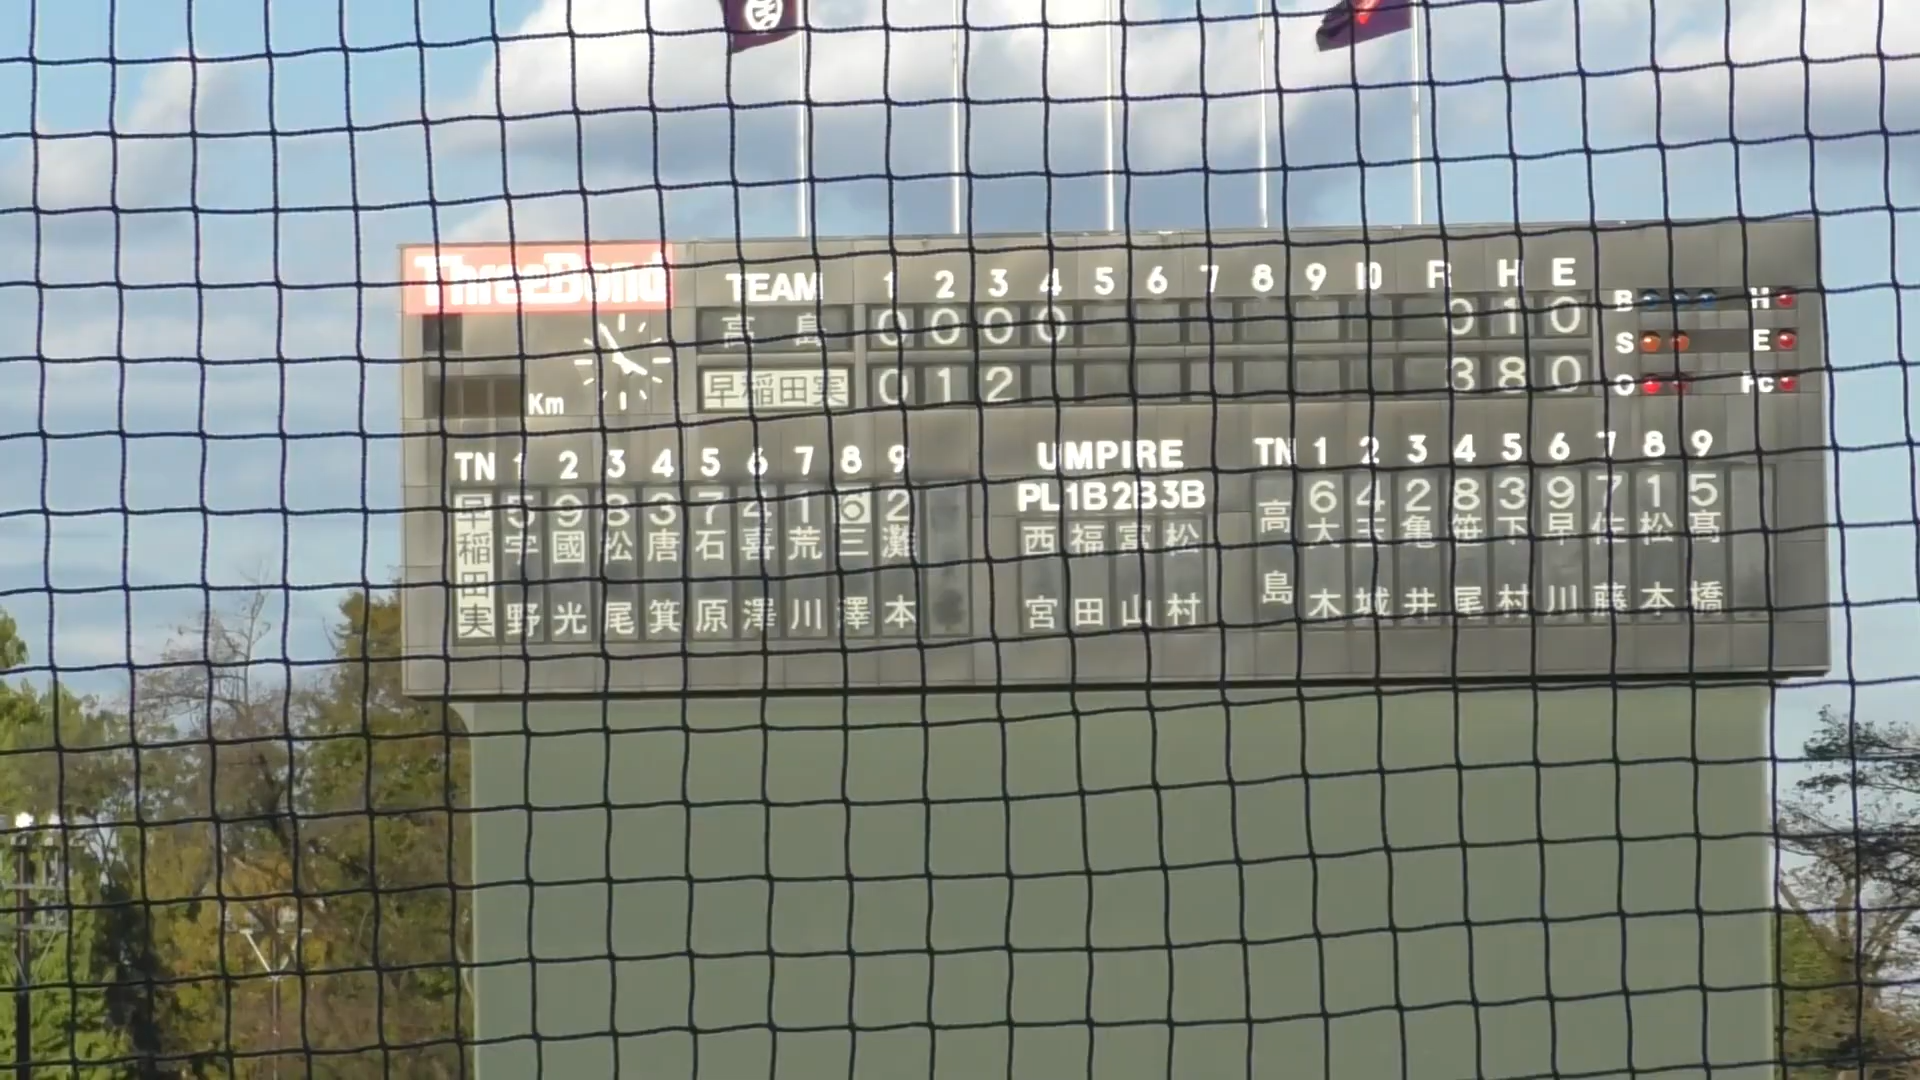 ThreeBond
TEAM 1 2 3 4 5 6 7 8 9 10 R H E
高島 0 0 0 0 0 1 0
早稲田実 0 1 2 3 8 0
B H
S E
O Fc
Km
TN 1 2 3 4 5 6 7 8 9
早稲田実
5 9 8 3 7 4 1 6 2
宇野 國光 松尾 唐箕 石原 喜澤 荒川 三澤 灘本
UMPIRE
PL 1B 2B 3B
西宮 福田 富山 松村
TN 1 2 3 4 5 6 7 8 9
高島
6 4 2 8 3 9 7 1 5
大木 玉城 亀井 笹尾 下村 早川 佐藤 松本 髙橋